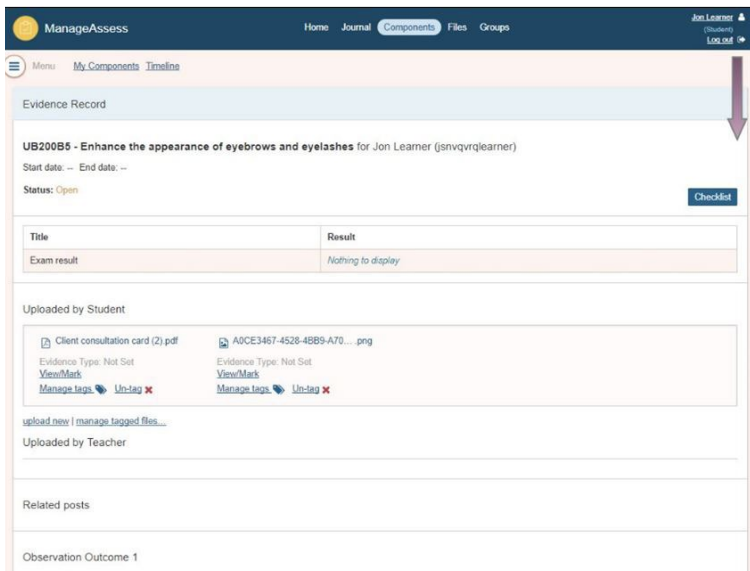 ManageAssess Home Journal Components Files Groups Jon Learner
(Student)
Log out
Menu My Components Timeline
Evidence Record
UB200B5 - Enhance the appearance of eyebrows and eyelashes for Jon Learner (jsnvqvrqlearner)
Start date: -- End date: --
Status: Open
Checklist
Title Result
Exam result Nothing to display
Uploaded by Student
Client consultation card (2).pdf A0CE3467-4528-4BB9-A70... .png
Evidence Type: Not Set Evidence Type: Not Set
View/Mark View/Mark
Manage tags Un-tag Manage tags Un-tag
upload new | manage tagged files...
Uploaded by Teacher
Related posts
Observation Outcome 1